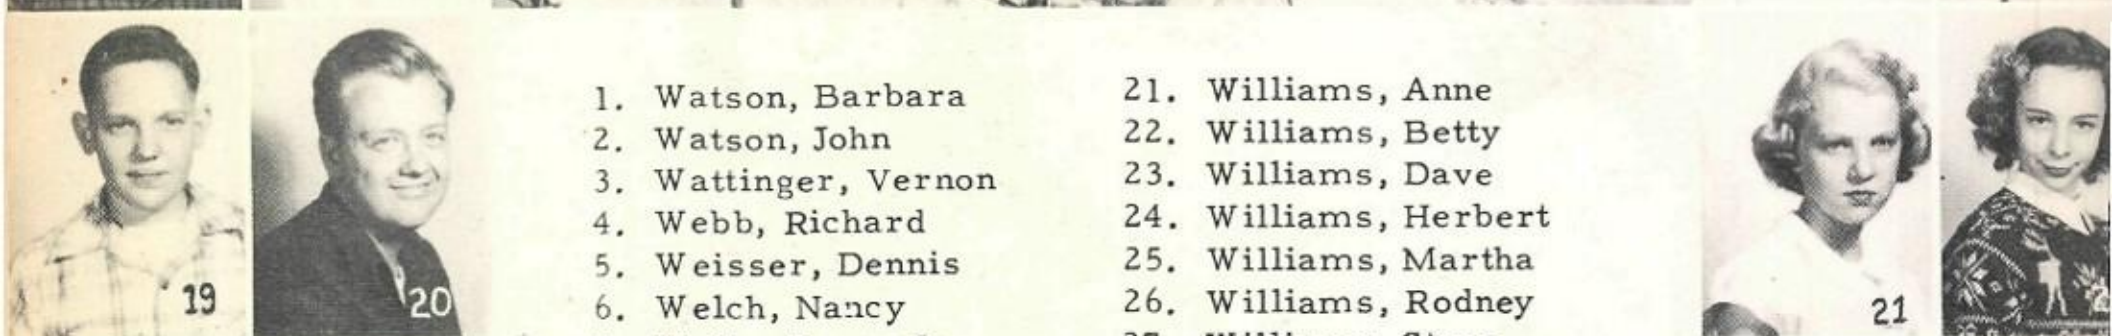 1. Watson, Barbara
2. Watson, John
3. Wattinger, Vernon
4. Webb, Richard
5. Weisser, Dennis
6. Welch, Nancy
21. Williams, Anne
22. Williams, Betty
23. Williams, Dave
24. Williams, Herbert
25. Williams, Martha
26. Williams, Rodney
19
20
21